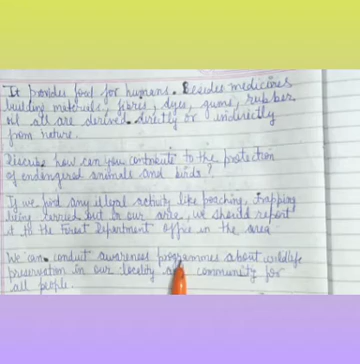 It provides food for humans. Besides medicines
building materials, fibres, dyes, gums, rubber
oil all are derived directly or indirectly
from nature.
Discribe how can you contribute to the protection
of endangered animals and birds?
If we find any illegal activity like poaching, trapping
being carried out in our area, we should report
it to the Forest Department office in the area
We can conduct awareness programmes about wildlife
preservation in our locality community for
all people.